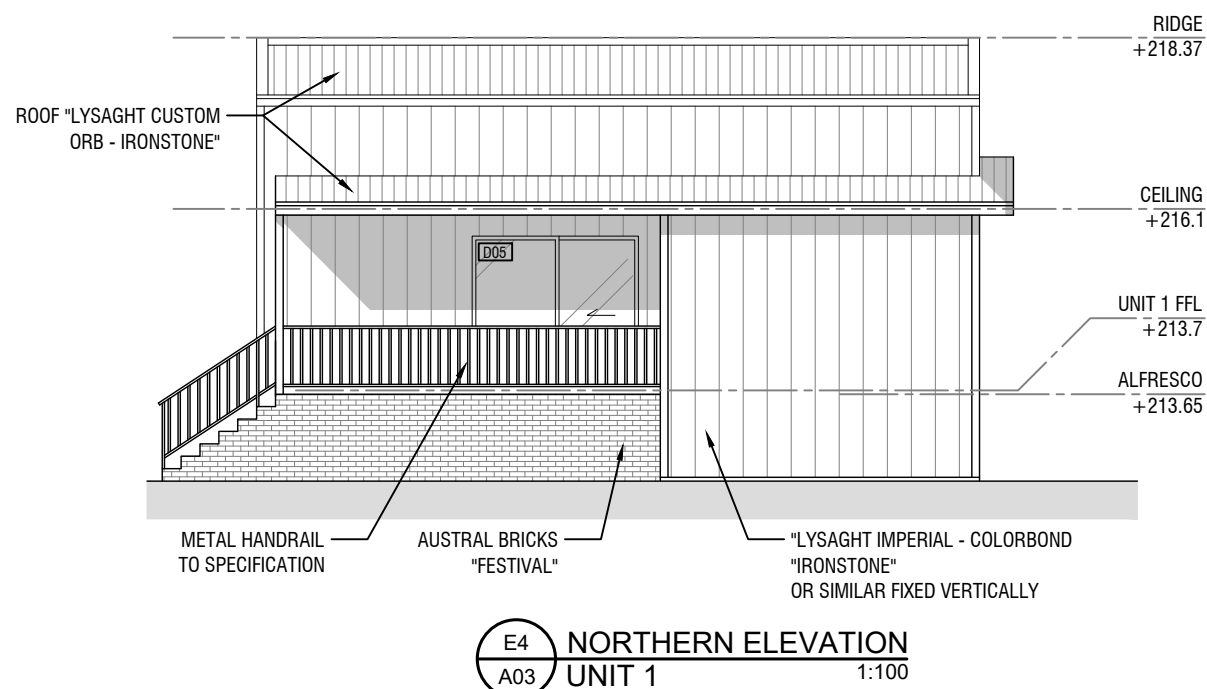 RIDGE
+218.37
ROOF "LYSAGHT CUSTOM
ORB - IRONSTONE"
CEILING
+216.1
D05
UNIT 1 FFL
+213.7
ALFRESCO
+213.65
METAL HANDRAIL
TO SPECIFICATION
AUSTRAL BRICKS
"FESTIVAL"
"LYSAGHT IMPERIAL - COLORBOND
"IRONSTONE"
OR SIMILAR FIXED VERTICALLY
E4
A03
NORTHERN ELEVATION
UNIT 1
1:100